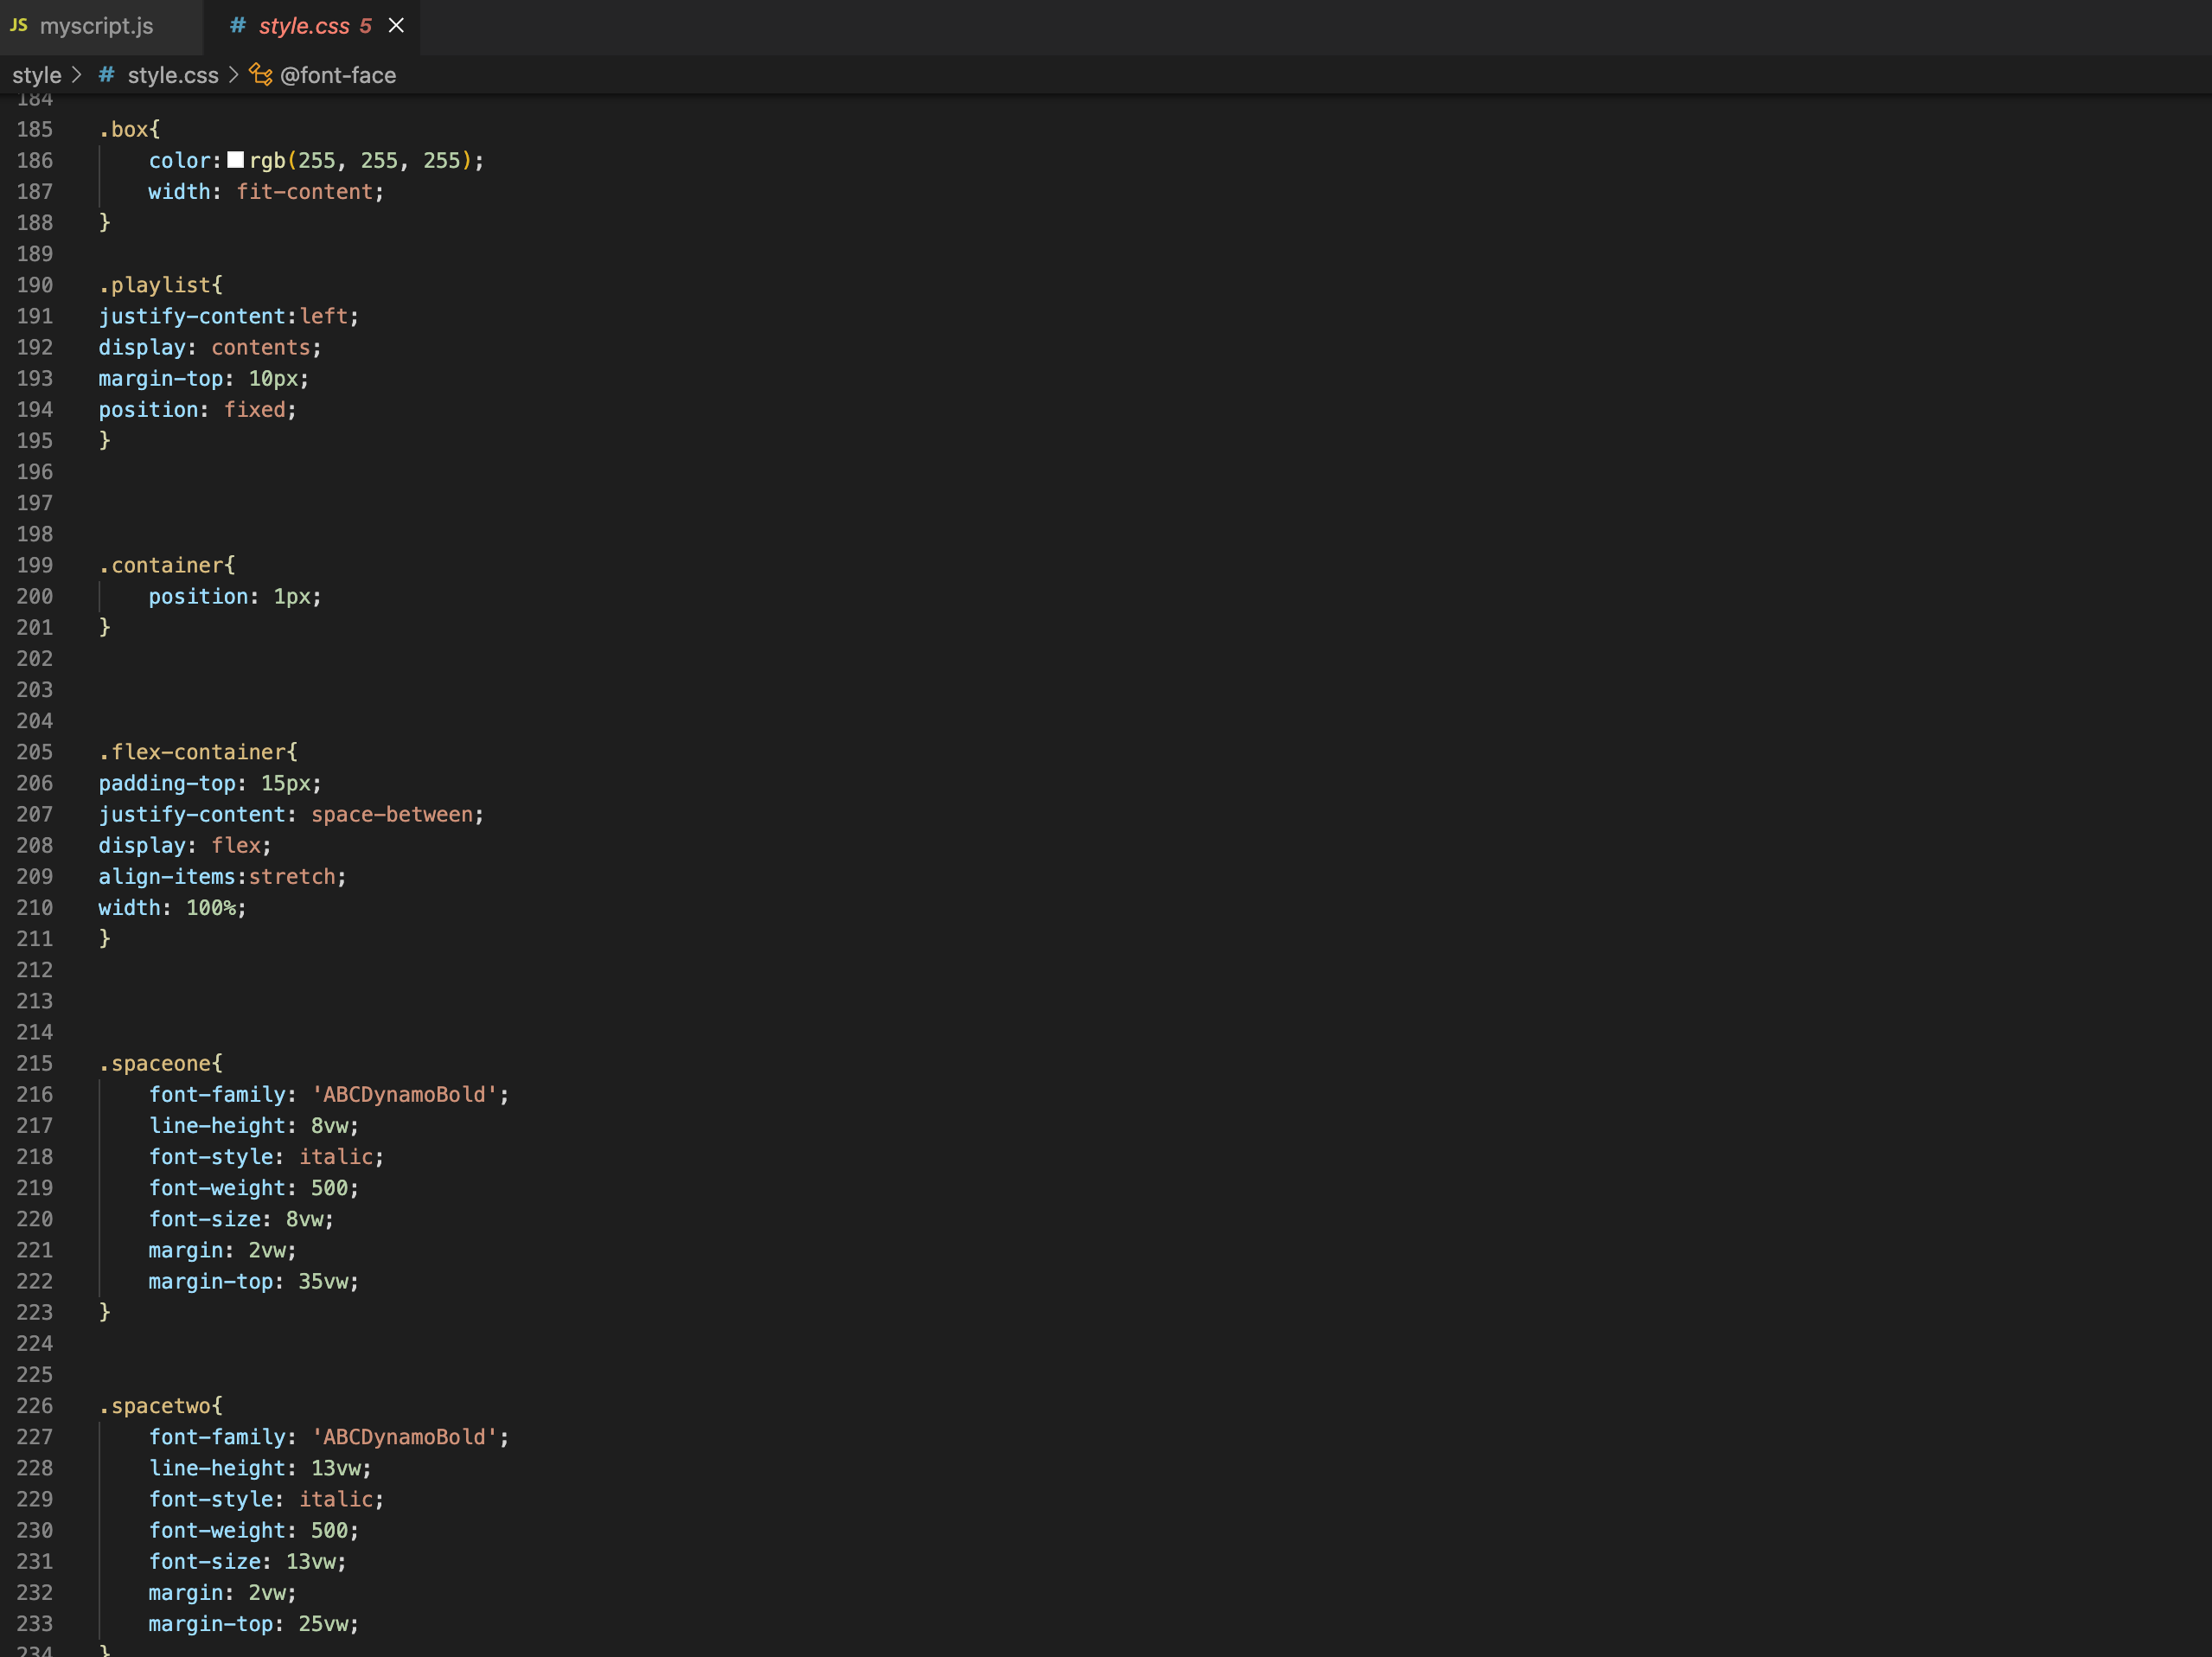 JS myscript.js # style.css 5 ×
style > # style.css > @font-face
184
185 .box{
186 color: rgb(255, 255, 255);
187 width: fit-content;
188 }
189
190 .playlist{
191 justify-content:left;
192 display: contents;
193 margin-top: 10px;
194 position: fixed;
195 }
196
197
198
199 .container{
200 position: 1px;
201 }
202
203
204
205 .flex-container{
206 padding-top: 15px;
207 justify-content: space-between;
208 display: flex;
209 align-items:stretch;
210 width: 100%;
211 }
212
213
214
215 .spaceone{
216 font-family: 'ABCDynamoBold';
217 line-height: 8vw;
218 font-style: italic;
219 font-weight: 500;
220 font-size: 8vw;
221 margin: 2vw;
222 margin-top: 35vw;
223 }
224
225
226 .spacetwo{
227 font-family: 'ABCDynamoBold';
228 line-height: 13vw;
229 font-style: italic;
230 font-weight: 500;
231 font-size: 13vw;
232 margin: 2vw;
233 margin-top: 25vw;
234 }